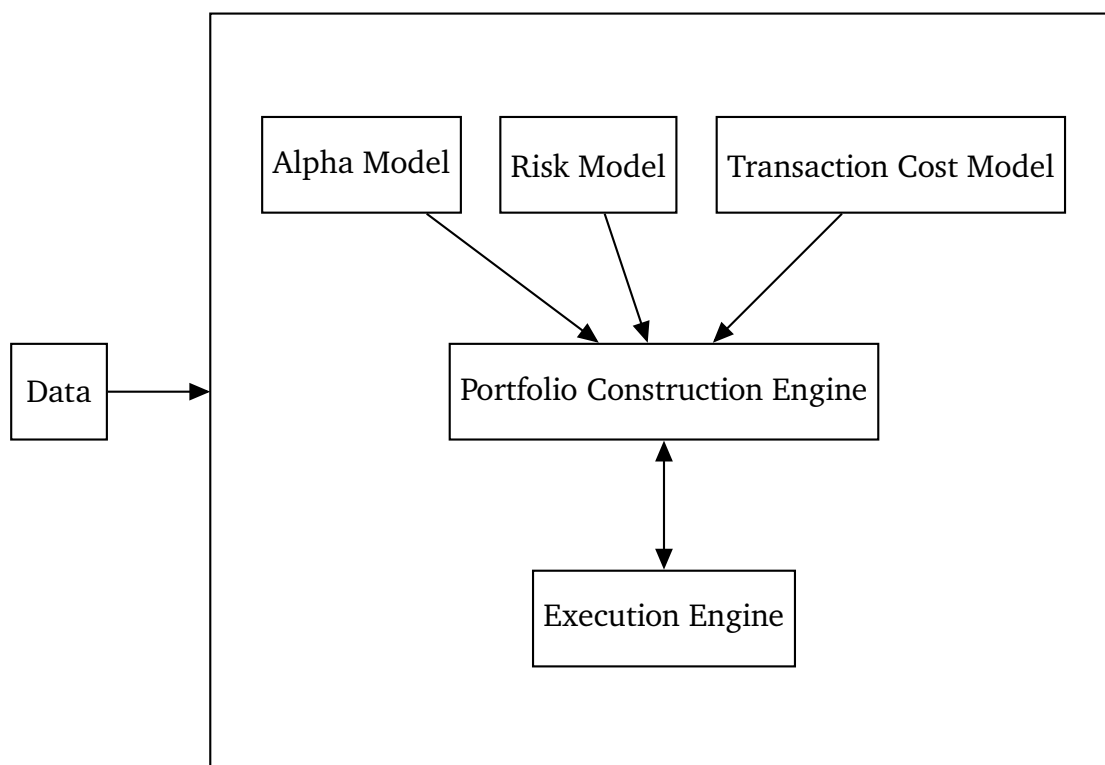 Alpha Model
Risk Model
Transaction Cost Model
Data
Portfolio Construction Engine
Execution Engine